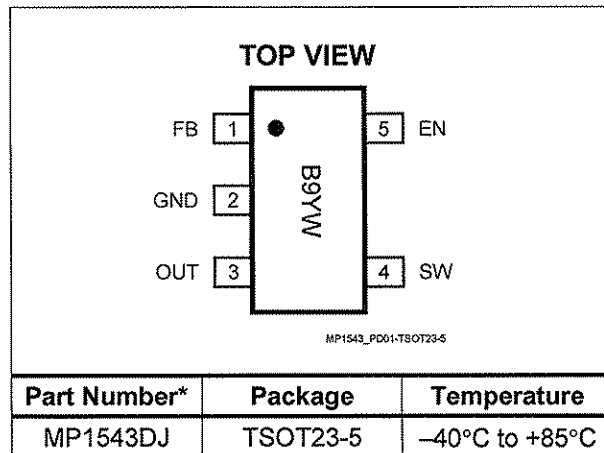 TOP VIEW
FB 1 5 EN
GND 2
B9YW
OUT 3 4 SW
MP1543_PD01-TSOT23-5
Part Number* Package Temperature
MP1543DJ TSOT23-5 –40°C to +85°C